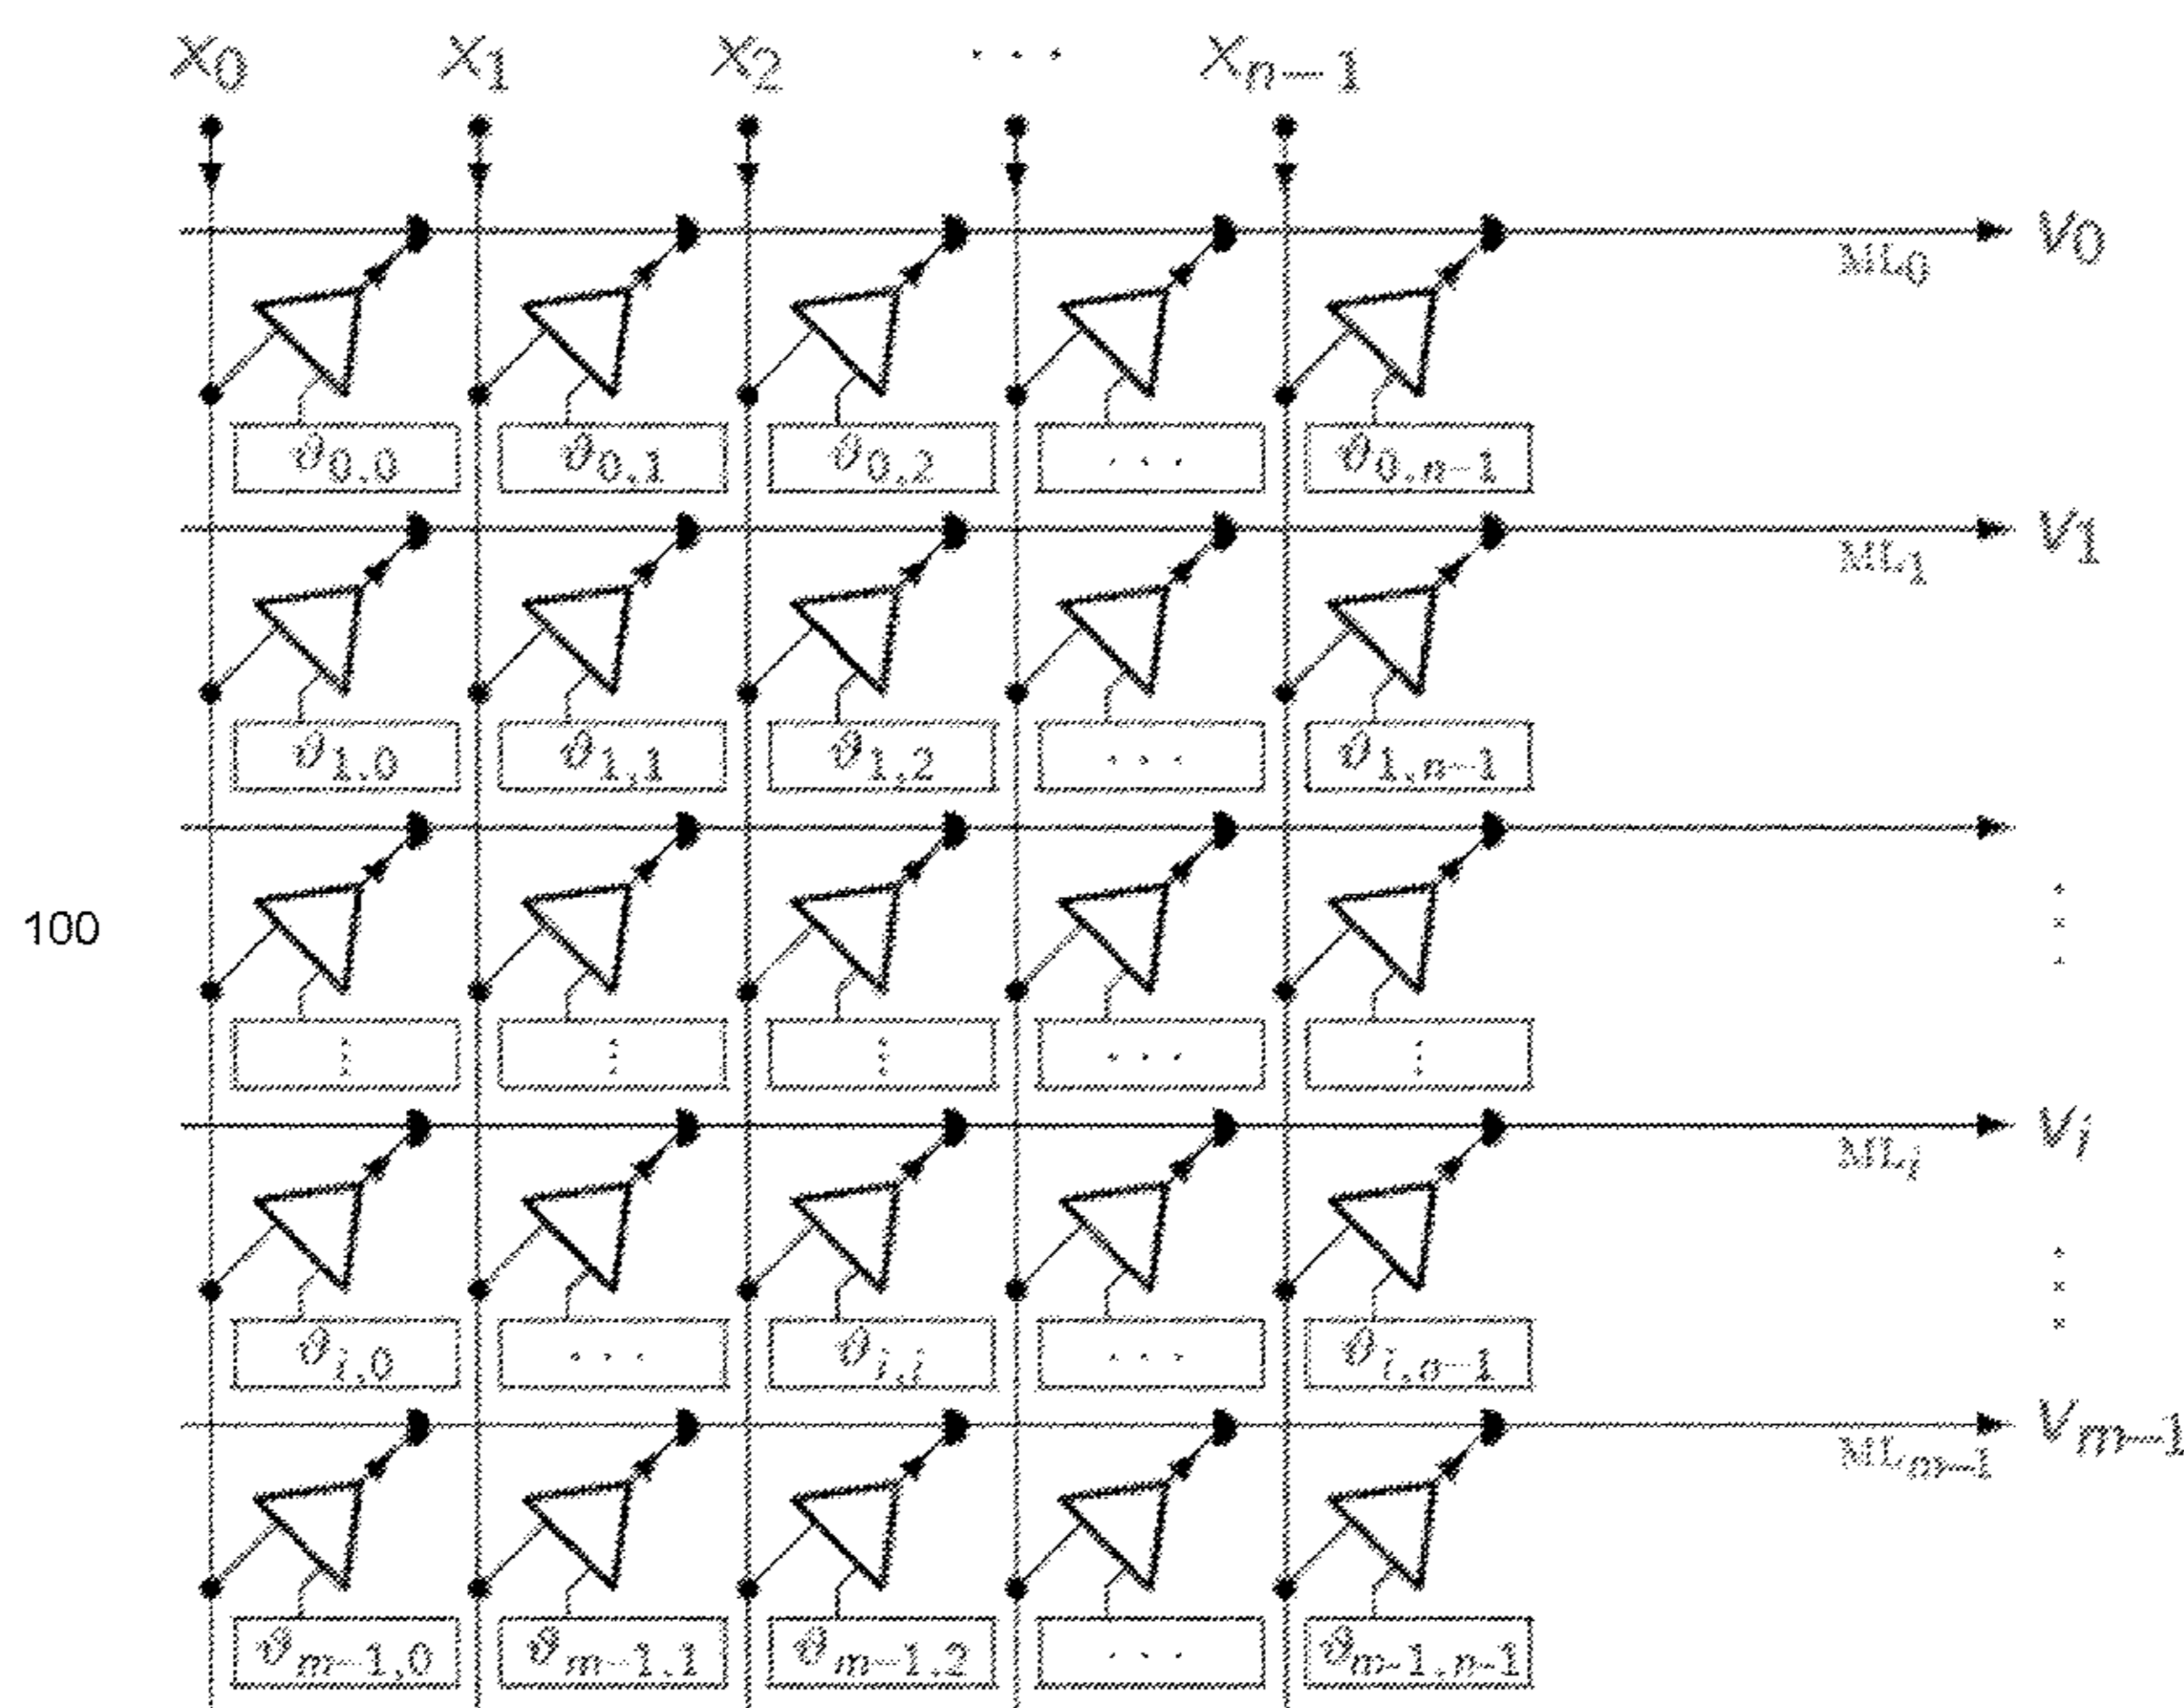 X0 X1 X2 ... Xn−1
V0
ML0
ϑ0,0 ϑ0,1 ϑ0,2 ... ϑ0,n−1
V1
ML1
ϑ1,0 ϑ1,1 ϑ1,2 ... ϑ1,n−1
100
⋮ ⋮ ⋮ ... ⋮ ⋮
Vi
MLi
ϑi,0 ... ϑi,j ... ϑi,n−1
⋮
Vm−1
MLm−1
ϑm−1,0 ϑm−1,1 ϑm−1,2 ... ϑm−1,n−1